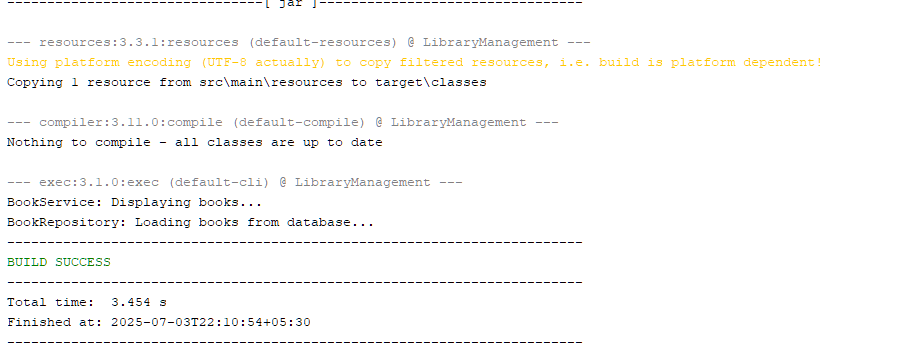 --------------------------------[ jar ]---------------------------------
--- resources:3.3.1:resources (default-resources) @ LibraryManagement ---
Using platform encoding (UTF-8 actually) to copy filtered resources, i.e. build is platform dependent!
Copying 1 resource from src\main\resources to target\classes
--- compiler:3.11.0:compile (default-compile) @ LibraryManagement ---
Nothing to compile - all classes are up to date
--- exec:3.1.0:exec (default-cli) @ LibraryManagement ---
BookService: Displaying books...
BookRepository: Loading books from database...
------------------------------------------------------------------------
BUILD SUCCESS
------------------------------------------------------------------------
Total time:  3.454 s
Finished at: 2025-07-03T22:10:54+05:30
------------------------------------------------------------------------